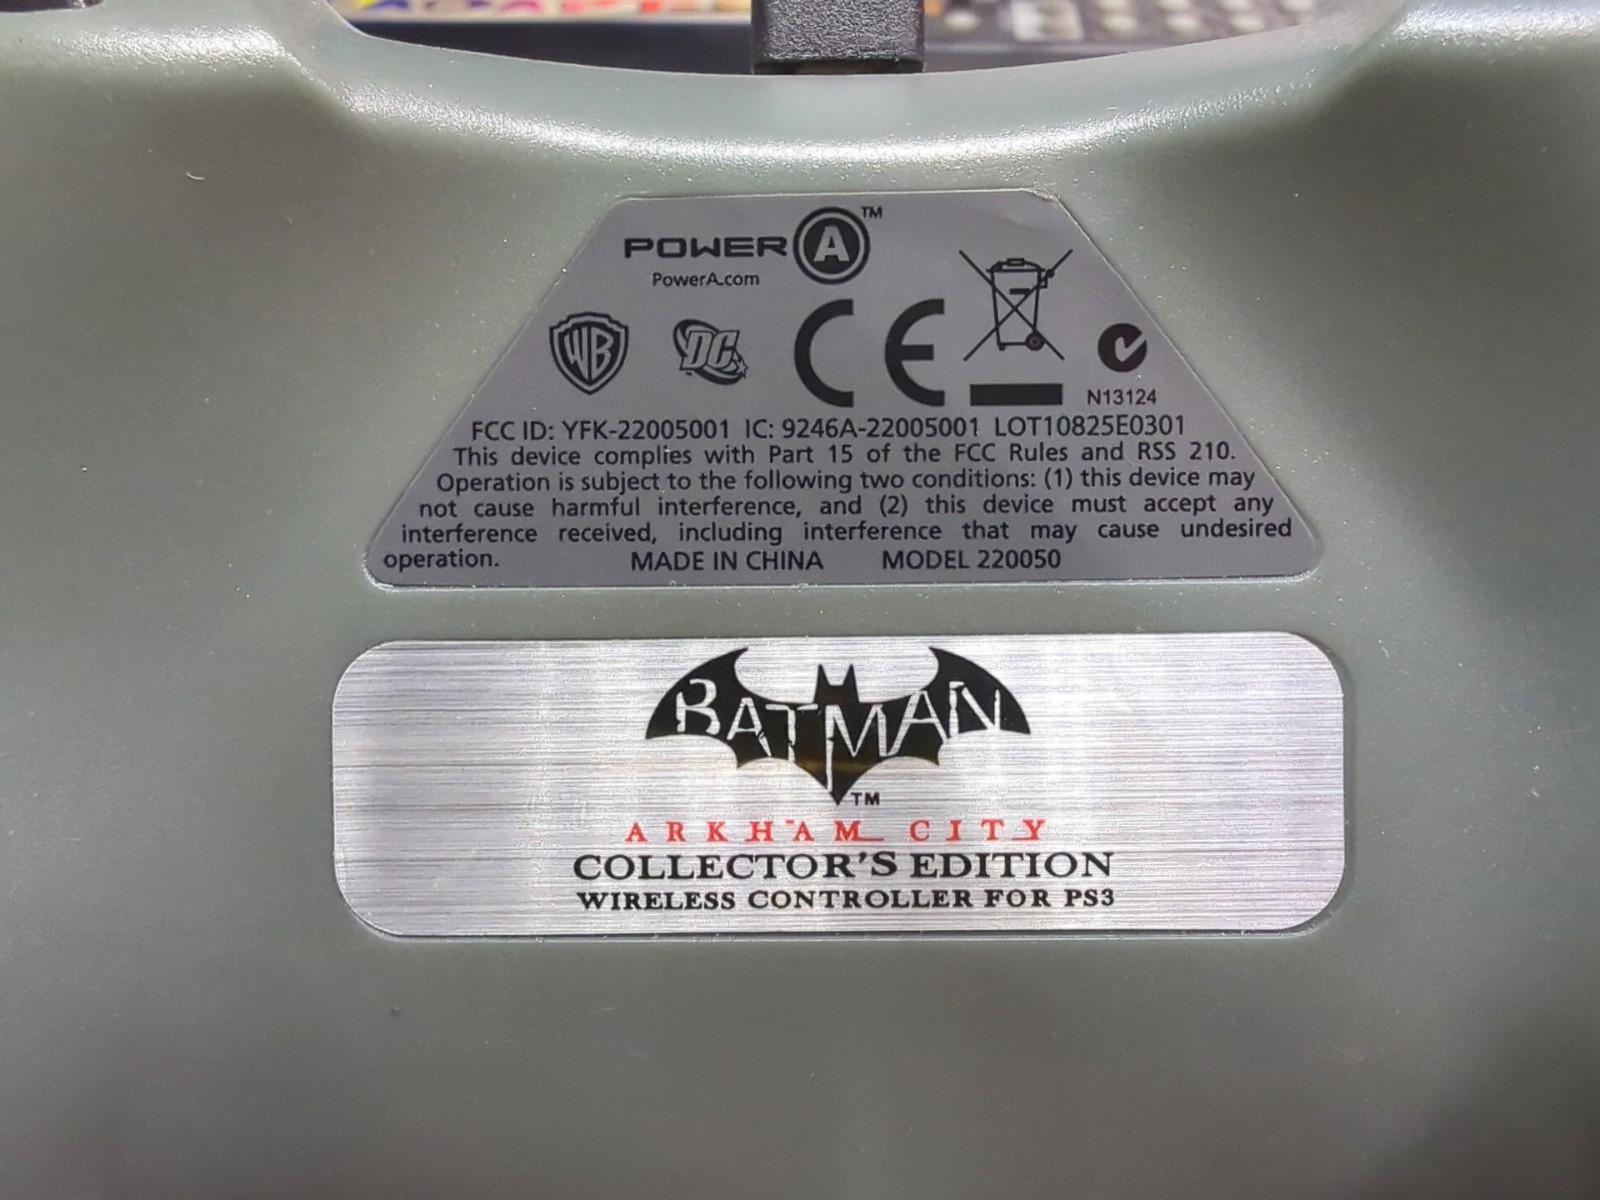 POWER A™
PowerA.com
WB DC CE
N13124
FCC ID: YFK-22005001 IC: 9246A-22005001 LOT10825E0301
This device complies with Part 15 of the FCC Rules and RSS 210.
Operation is subject to the following two conditions: (1) this device may
not cause harmful interference, and (2) this device must accept any
interference received, including interference that may cause undesired
operation. MADE IN CHINA MODEL 220050
BATMAN
™
ARKHAM CITY
COLLECTOR'S EDITION
WIRELESS CONTROLLER FOR PS3